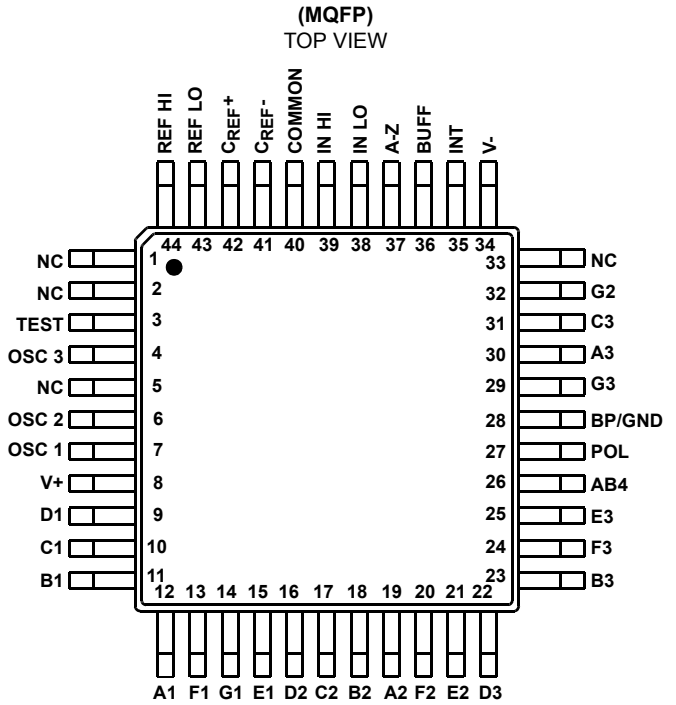 (MQFP)
TOP VIEW
REF HI
REF LO
CREF+
CREF-
COMMON
IN HI
IN LO
A-Z
BUFF
INT
V-
44 43 42 41 40 39 38 37 36 35 34
NC 1 33 NC
NC 2 32 G2
TEST 3 31 C3
OSC 3 4 30 A3
NC 5 29 G3
OSC 2 6 28 BP/GND
OSC 1 7 27 POL
V+ 8 26 AB4
D1 9 25 E3
C1 10 24 F3
B1 11 23 B3
12 13 14 15 16 17 18 19 20 21 22
A1 F1 G1 E1 D2 C2 B2 A2 F2 E2 D3